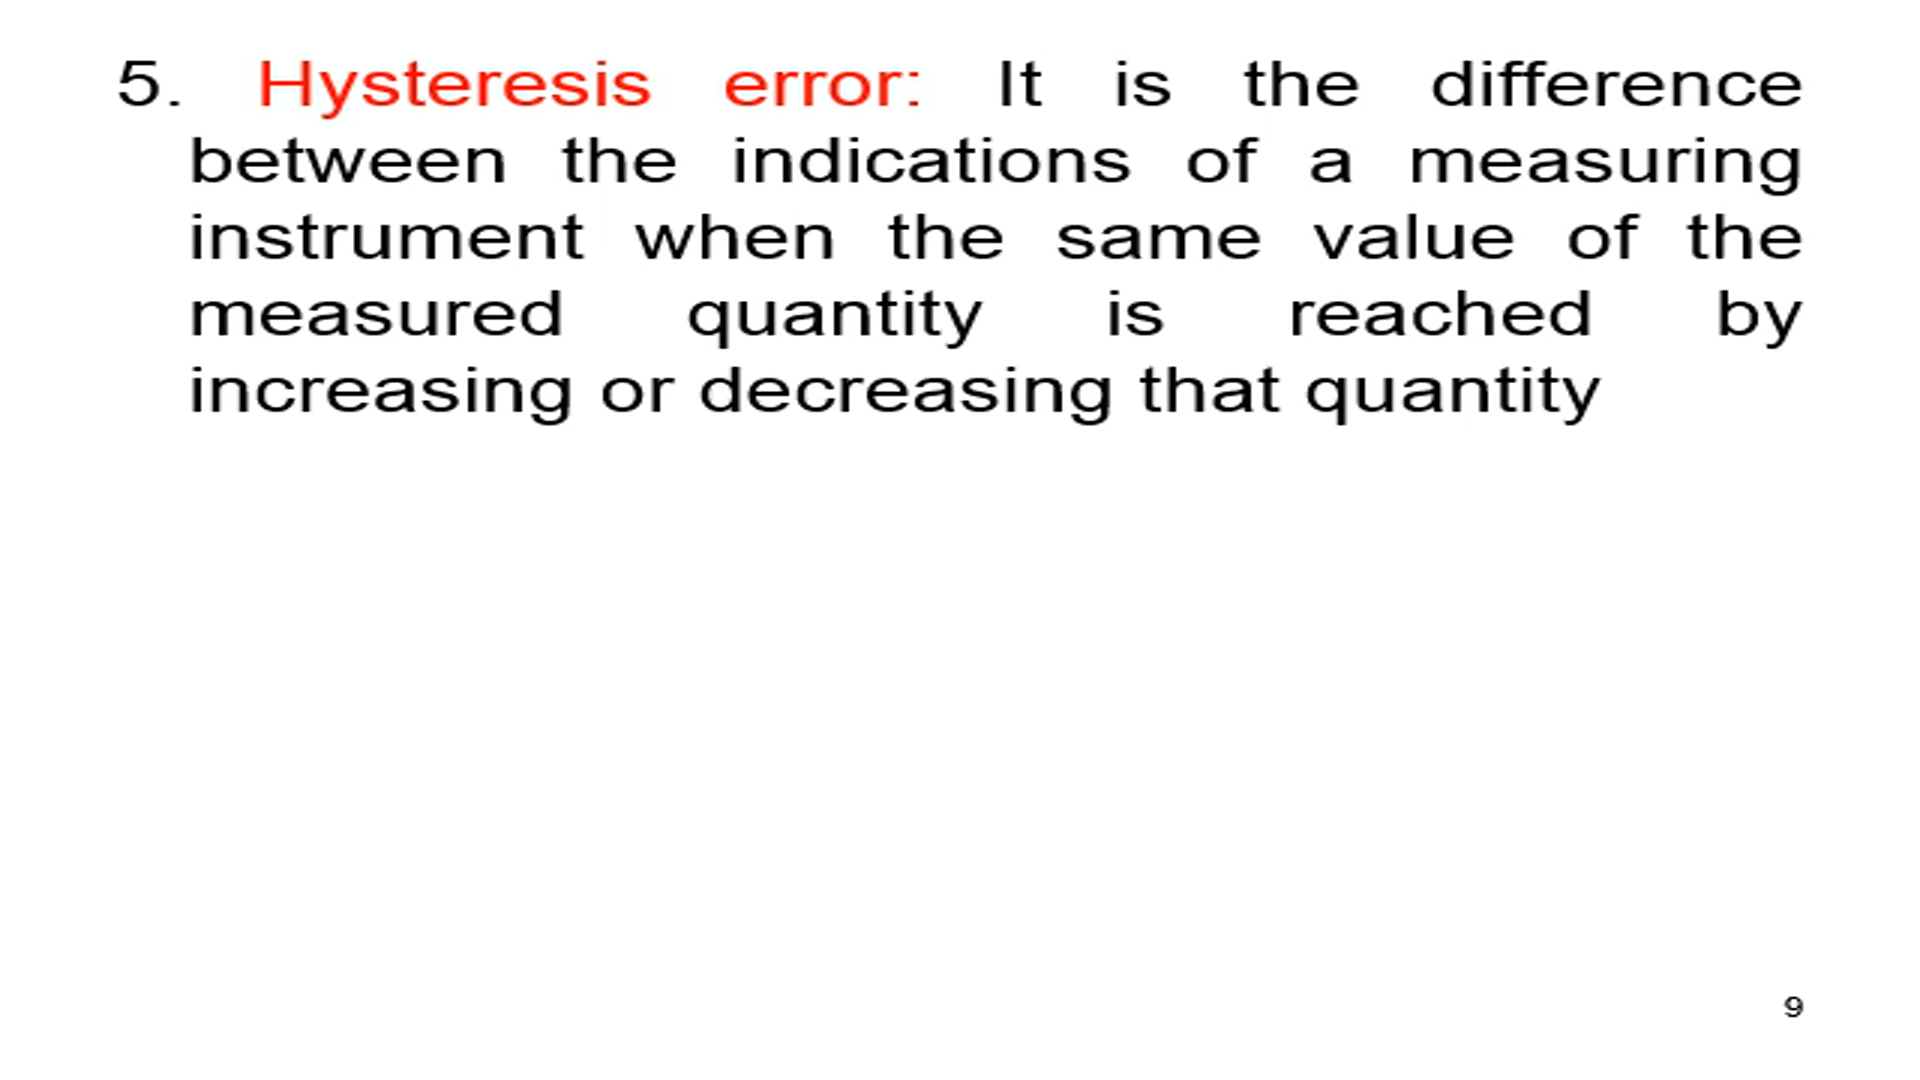 5. Hysteresis error: It is the difference
between the indications of a measuring
instrument when the same value of the
measured quantity is reached by
increasing or decreasing that quantity
9